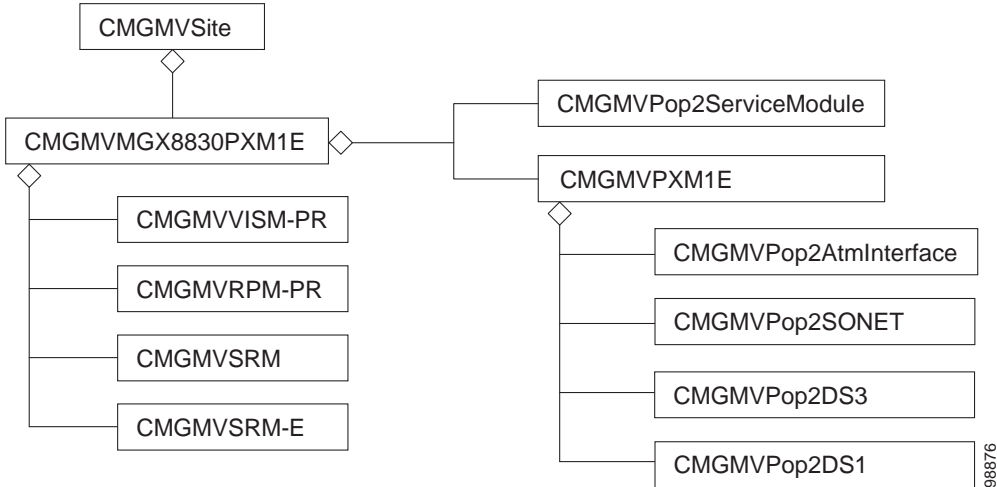 CMGMVSite
CMGMVMGX8830PXM1E
CMGMVVISM-PR
CMGMVRPM-PR
CMGMVSRM
CMGMVSRM-E
CMGMVPop2ServiceModule
CMGMVPXM1E
CMGMVPop2AtmInterface
CMGMVPop2SONET
CMGMVPop2DS3
CMGMVPop2DS1
98876